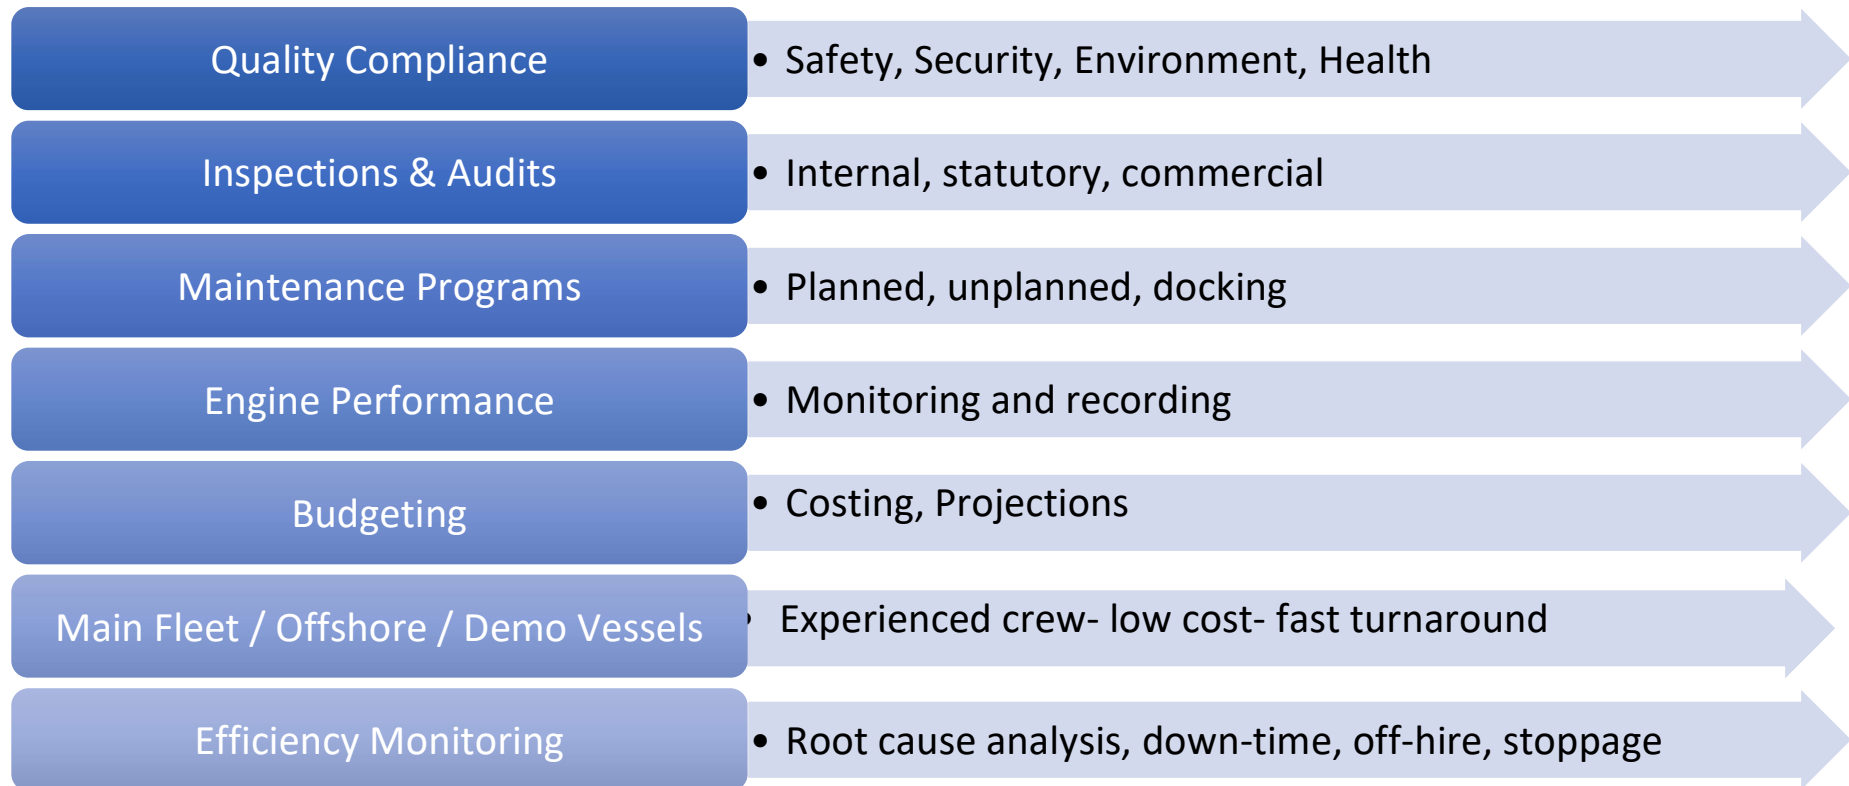 Quality Compliance
• Safety, Security, Environment, Health
Inspections & Audits
• Internal, statutory, commercial
Maintenance Programs
• Planned, unplanned, docking
Engine Performance
• Monitoring and recording
Budgeting
• Costing, Projections
Main Fleet / Offshore / Demo Vessels
• Experienced crew- low cost- fast turnaround
Efficiency Monitoring
• Root cause analysis, down-time, off-hire, stoppage